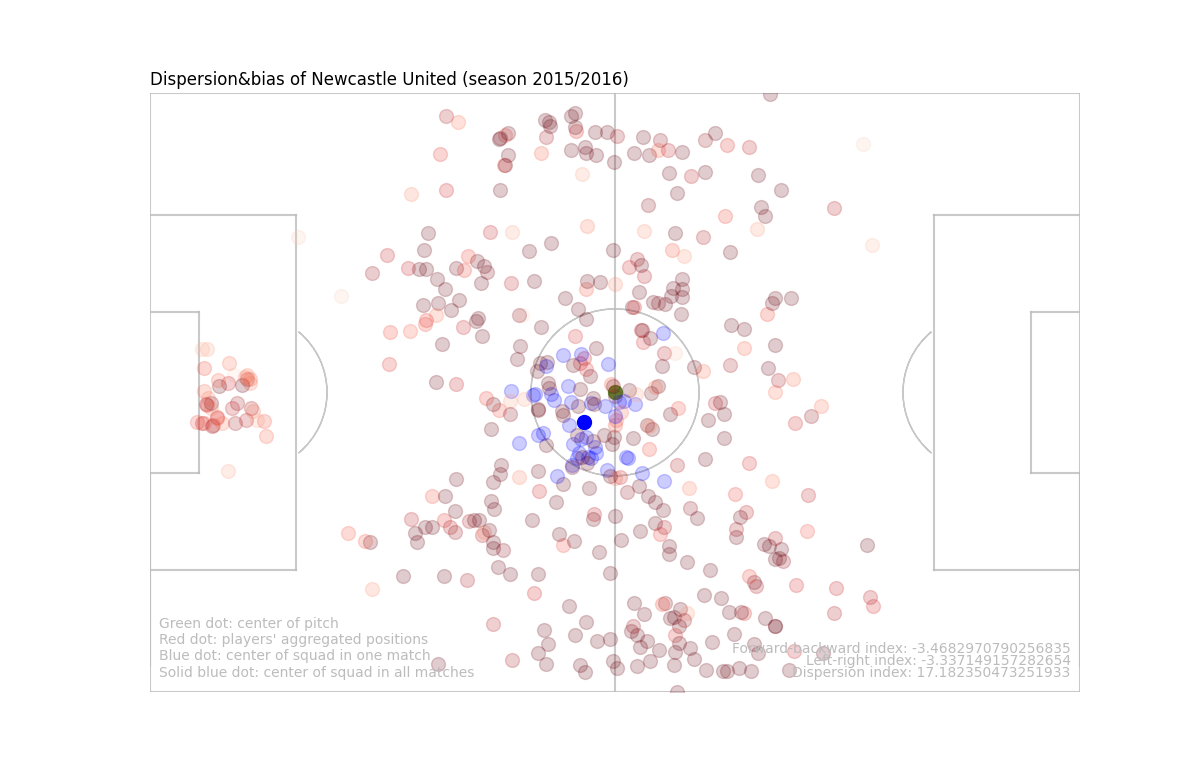 Dispersion&bias of Newcastle United (season 2015/2016)
Green dot: center of pitch
Red dot: players' aggregated positions
Blue dot: center of squad in one match
Solid blue dot: center of squad in all matches
Forward-backward index: -3.4682970790256835
Left-right index: -3.337149157282654
Dispersion index: 17.182350473251933